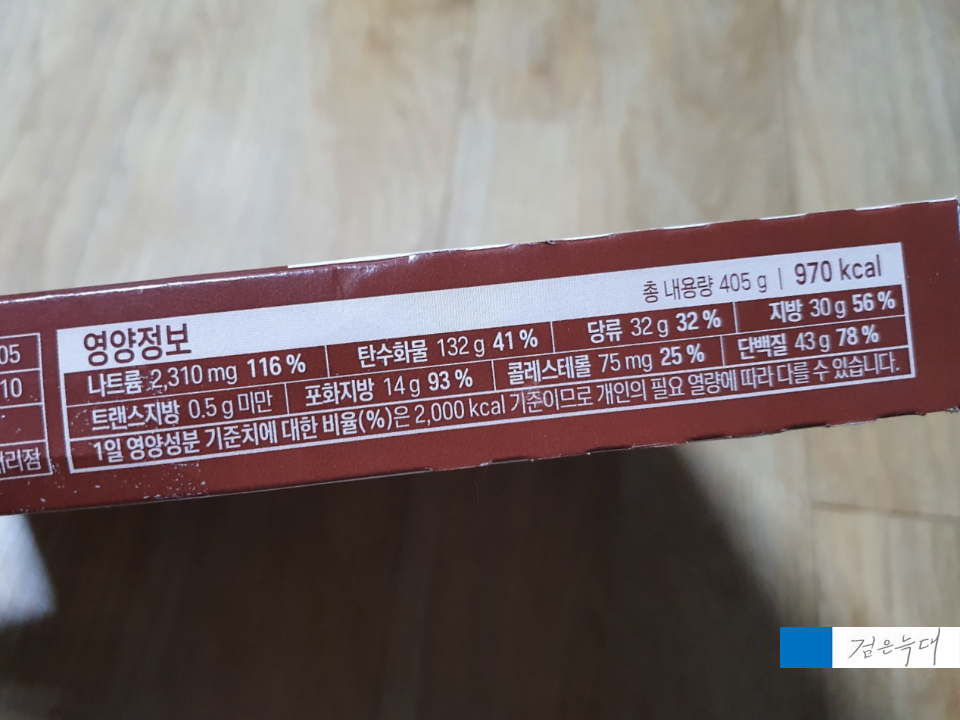 총 내용량 405 g | 970 kcal
영양정보
나트륨 2,310 mg 116 % | 탄수화물 132 g 41 % | 당류 32 g 32 % | 지방 30 g 56 %
트랜스지방 0.5 g 미만 | 포화지방 14 g 93 % | 콜레스테롤 75 mg 25 % | 단백질 43 g 78 %
1일 영양성분 기준치에 대한 비율(%)은 2,000 kcal 기준이므로 개인의 필요 열량에 따라 다를 수 있습니다.
05
10
검은늑대